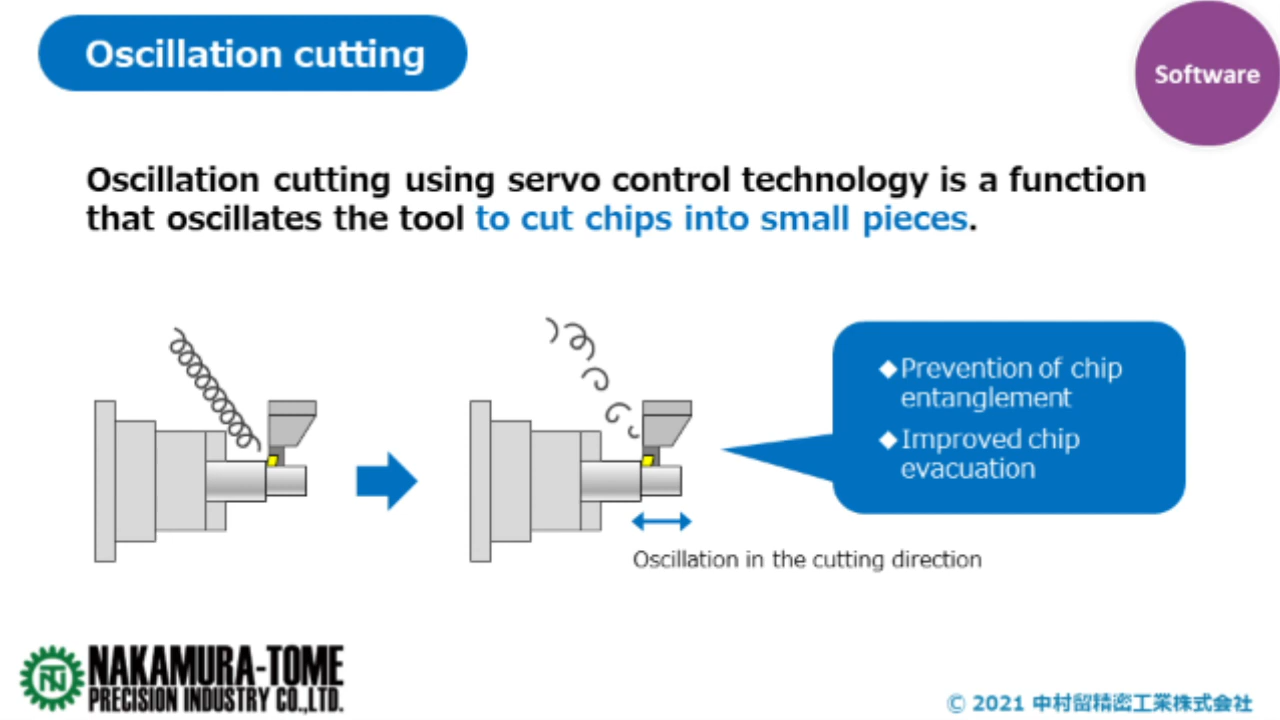 Oscillation cutting
Software
Oscillation cutting using servo control technology is a function
that oscillates the tool to cut chips into small pieces.
◆Prevention of chip
entanglement
◆Improved chip
evacuation
Oscillation in the cutting direction
TN
NAKAMURA-TOME
PRECISION INDUSTRY CO.,LTD.
© 2021 中村留精密工業株式会社